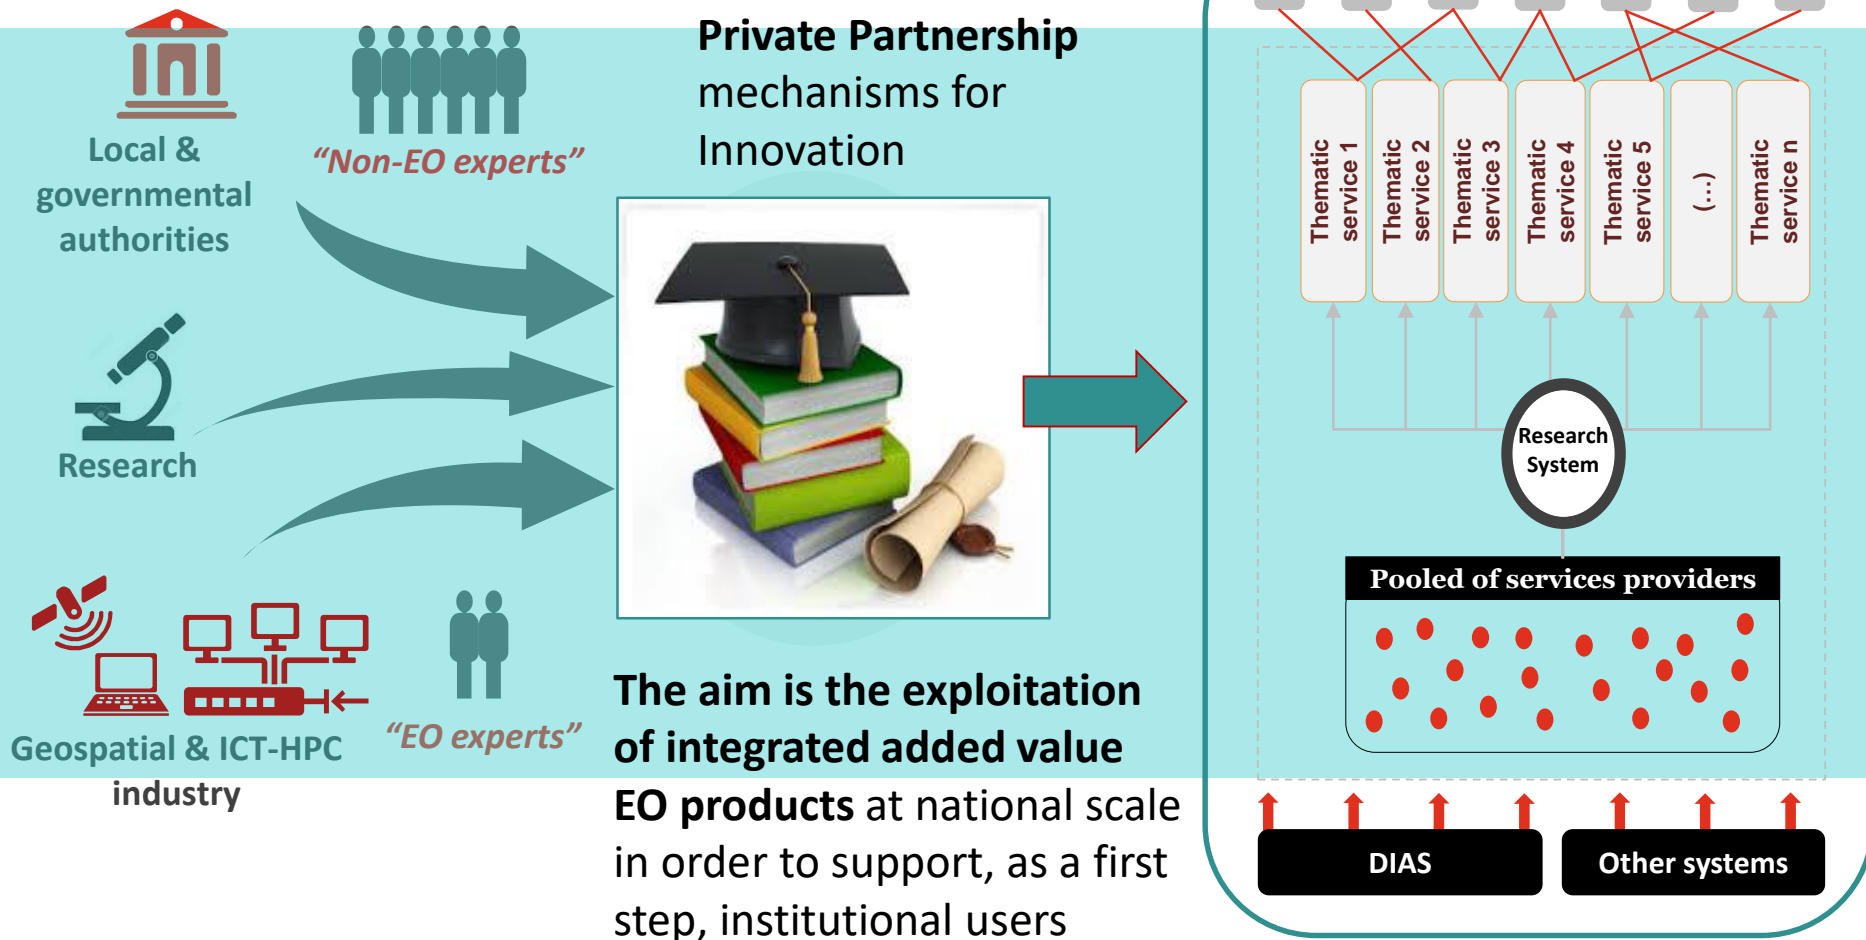 Local &
governmental
authorities
“Non-EO experts”
Research
Geospatial & ICT-HPC
industry
“EO experts”
Private Partnership
mechanisms for
Innovation
The aim is the exploitation
of integrated added value
EO products at national scale
in order to support, as a first
step, institutional users
Thematic
service 1
Thematic
service 2
Thematic
service 3
Thematic
service 4
Thematic
service 5
(...)
Thematic
service n
Research
System
Pooled of services providers
DIAS
Other systems